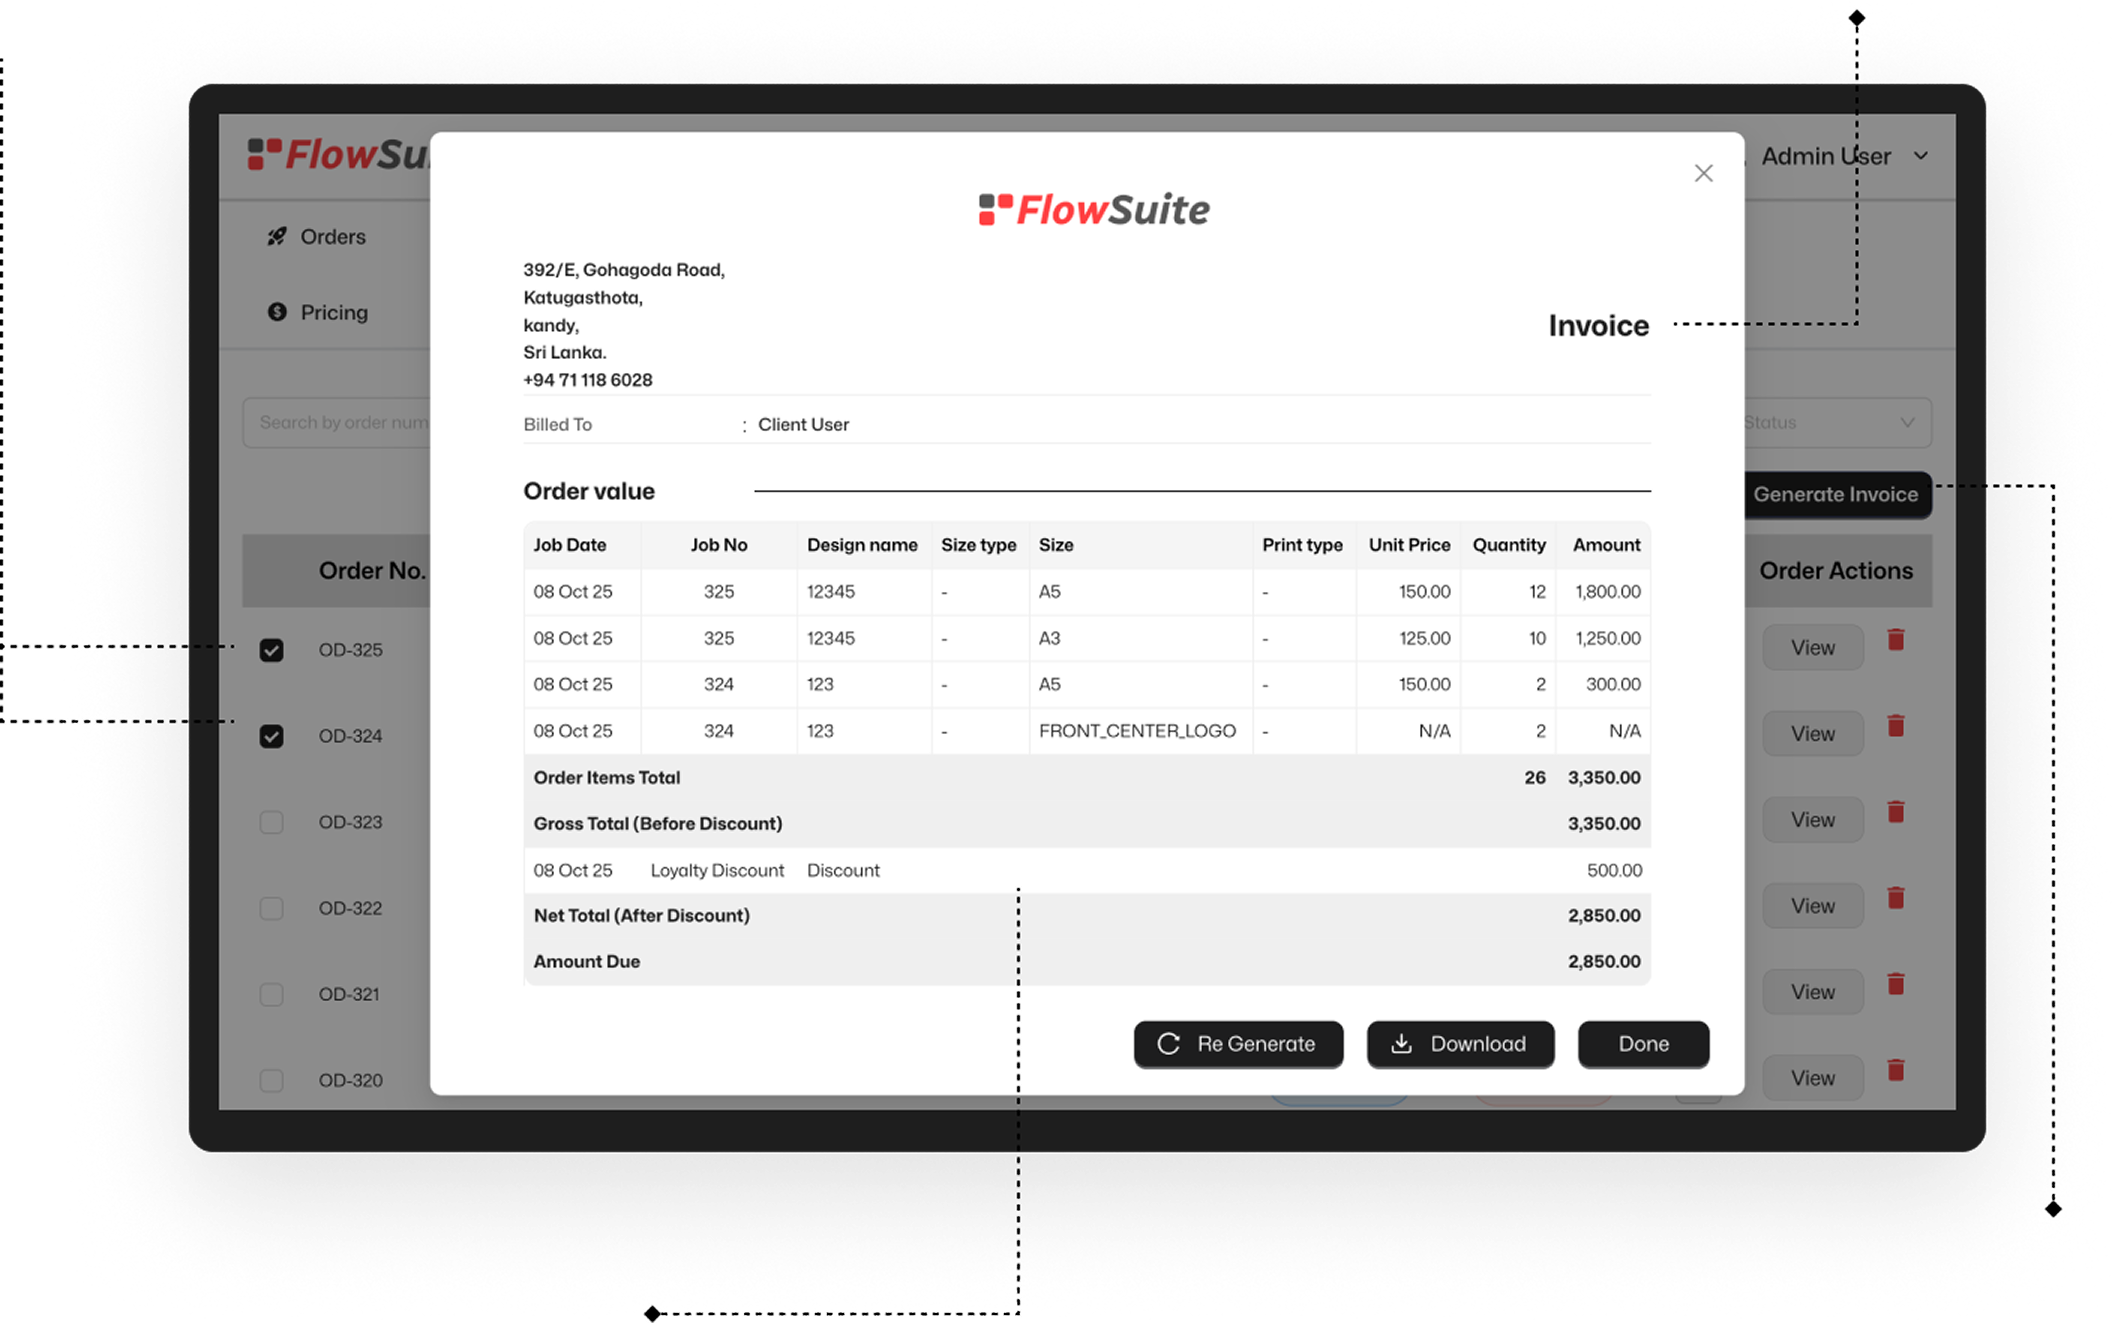 FlowSui
Admin User
Orders
Pricing
Search by order num
Status
Generate Invoice
Order No.
Order Actions
OD-325
View
OD-324
View
OD-323
View
OD-322
View
OD-321
View
OD-320
View
FlowSuite
392/E, Gohagoda Road,
Katugasthota,
kandy,
Sri Lanka.
+94 71 118 6028
Invoice
Billed To : Client User
Order value
Job Date Job No Design name Size type Size Print type Unit Price Quantity Amount
08 Oct 25 325 12345 - A5 - 150.00 12 1,800.00
08 Oct 25 325 12345 - A3 - 125.00 10 1,250.00
08 Oct 25 324 123 - A5 - 150.00 2 300.00
08 Oct 25 324 123 - FRONT_CENTER_LOGO - N/A 2 N/A
Order Items Total 26 3,350.00
Gross Total (Before Discount) 3,350.00
08 Oct 25 Loyalty Discount Discount 500.00
Net Total (After Discount) 2,850.00
Amount Due 2,850.00
Re Generate Download Done